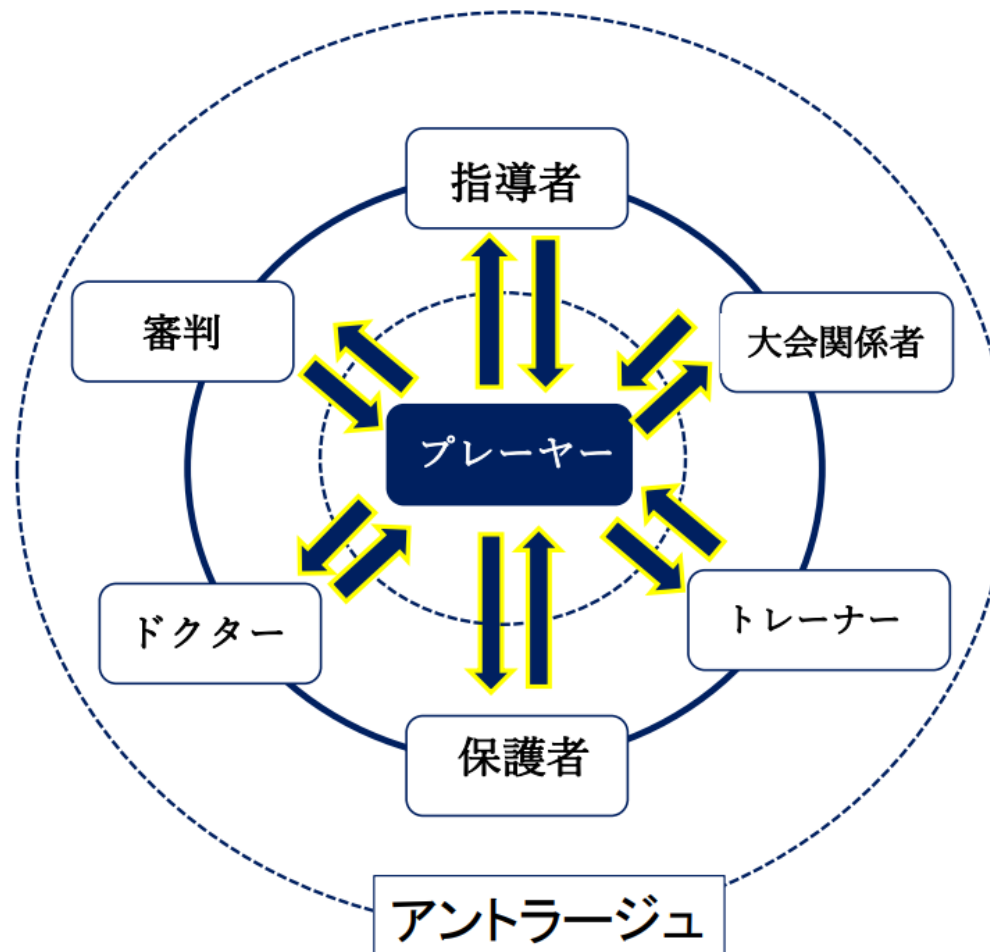 指導者
審判
大会関係者
プレーヤー
ドクター
トレーナー
保護者
アントラージュ